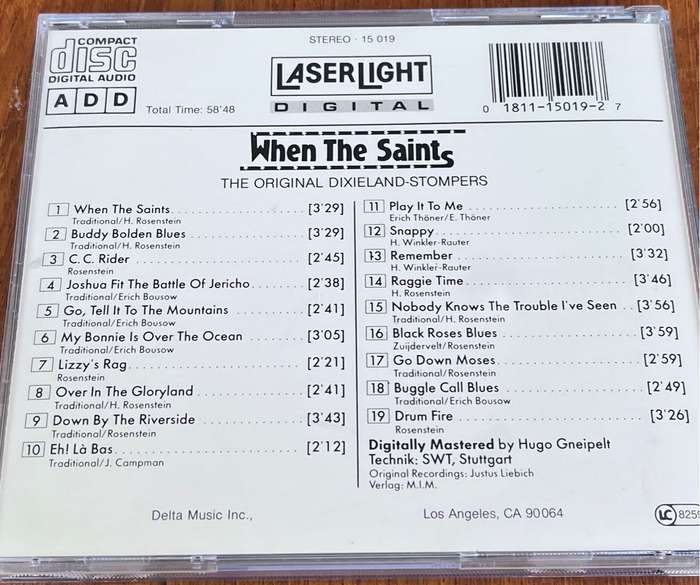 COMPACT
disc
DIGITAL AUDIO
ADD
Total Time: 58'48
STEREO · 15 019
LASERLIGHT
DIGITAL
0 1811-15019-2 7
When The Saints
THE ORIGINAL DIXIELAND-STOMPERS
1 When The Saints [3'29]
Traditional/H. Rosenstein
2 Buddy Bolden Blues [3'29]
Traditional/H. Rosenstein
3 C.C. Rider [2'45]
Rosenstein
4 Joshua Fit The Battle Of Jericho [2'38]
Traditional/Erich Bousow
5 Go, Tell It To The Mountains [2'41]
Traditional/Erich Bousow
6 My Bonnie Is Over The Ocean [3'05]
Traditional/Erich Bousow
7 Lizzy's Rag [2'21]
Rosenstein
8 Over In The Gloryland [2'41]
Traditional/H. Rosenstein
9 Down By The Riverside [3'43]
Traditional/Rosenstein
10 Eh! Là Bas [2'12]
Traditional/J. Campman
11 Play It To Me [2'56]
Erich Thöner/E. Thöner
12 Snappy [2'00]
H. Winkler-Rauter
13 Remember [3'32]
H. Winkler-Rauter
14 Raggie Time [3'46]
H. Rosenstein
15 Nobody Knows The Trouble I've Seen [3'56]
Traditional/H. Rosenstein
16 Black Roses Blues [3'59]
Zuijdervelt/Rosenstein
17 Go Down Moses [2'59]
Traditional/Rosenstein
18 Buggle Call Blues [2'49]
Traditional/Erich Bousow
19 Drum Fire [3'26]
Rosenstein
Digitally Mastered by Hugo Gneipelt
Technik: SWT, Stuttgart
Original Recordings: Justus Liebich
Verlag: M.I.M.
Delta Music Inc., Los Angeles, CA 90064
LC 8259